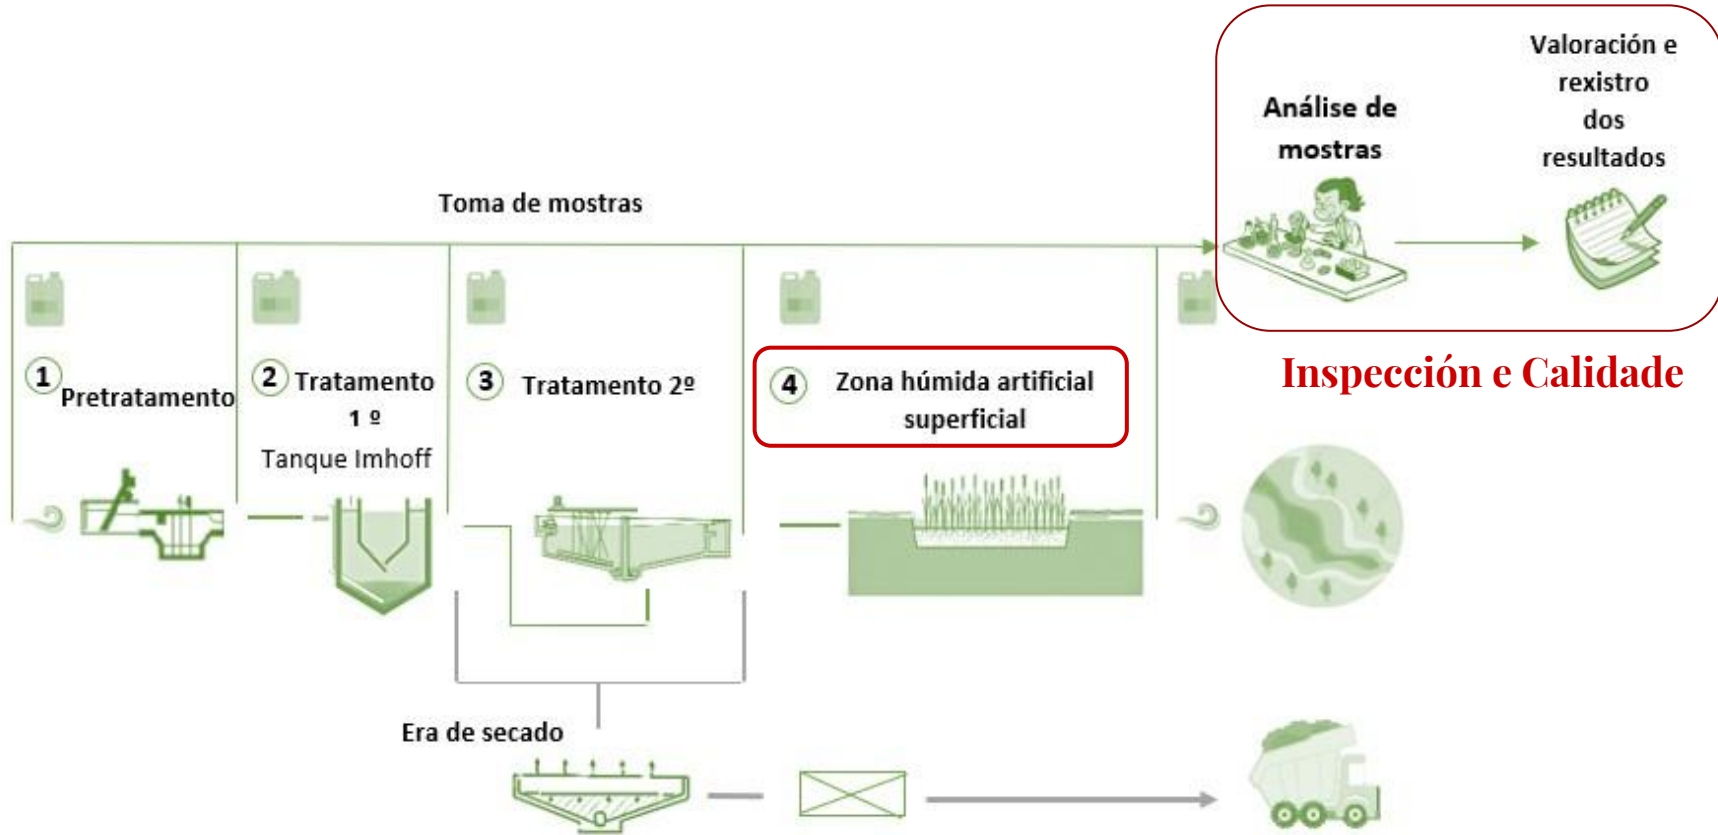 Valoración e
rexistro
dos
resultados
Análise de
mostras
Toma de mostras
Inspección e Calidade
1
Pretratamento
2 Tratamento
1 º
Tanque Imhoff
3 Tratamento 2º
4 Zona húmida artificial
superficial
Era de secado